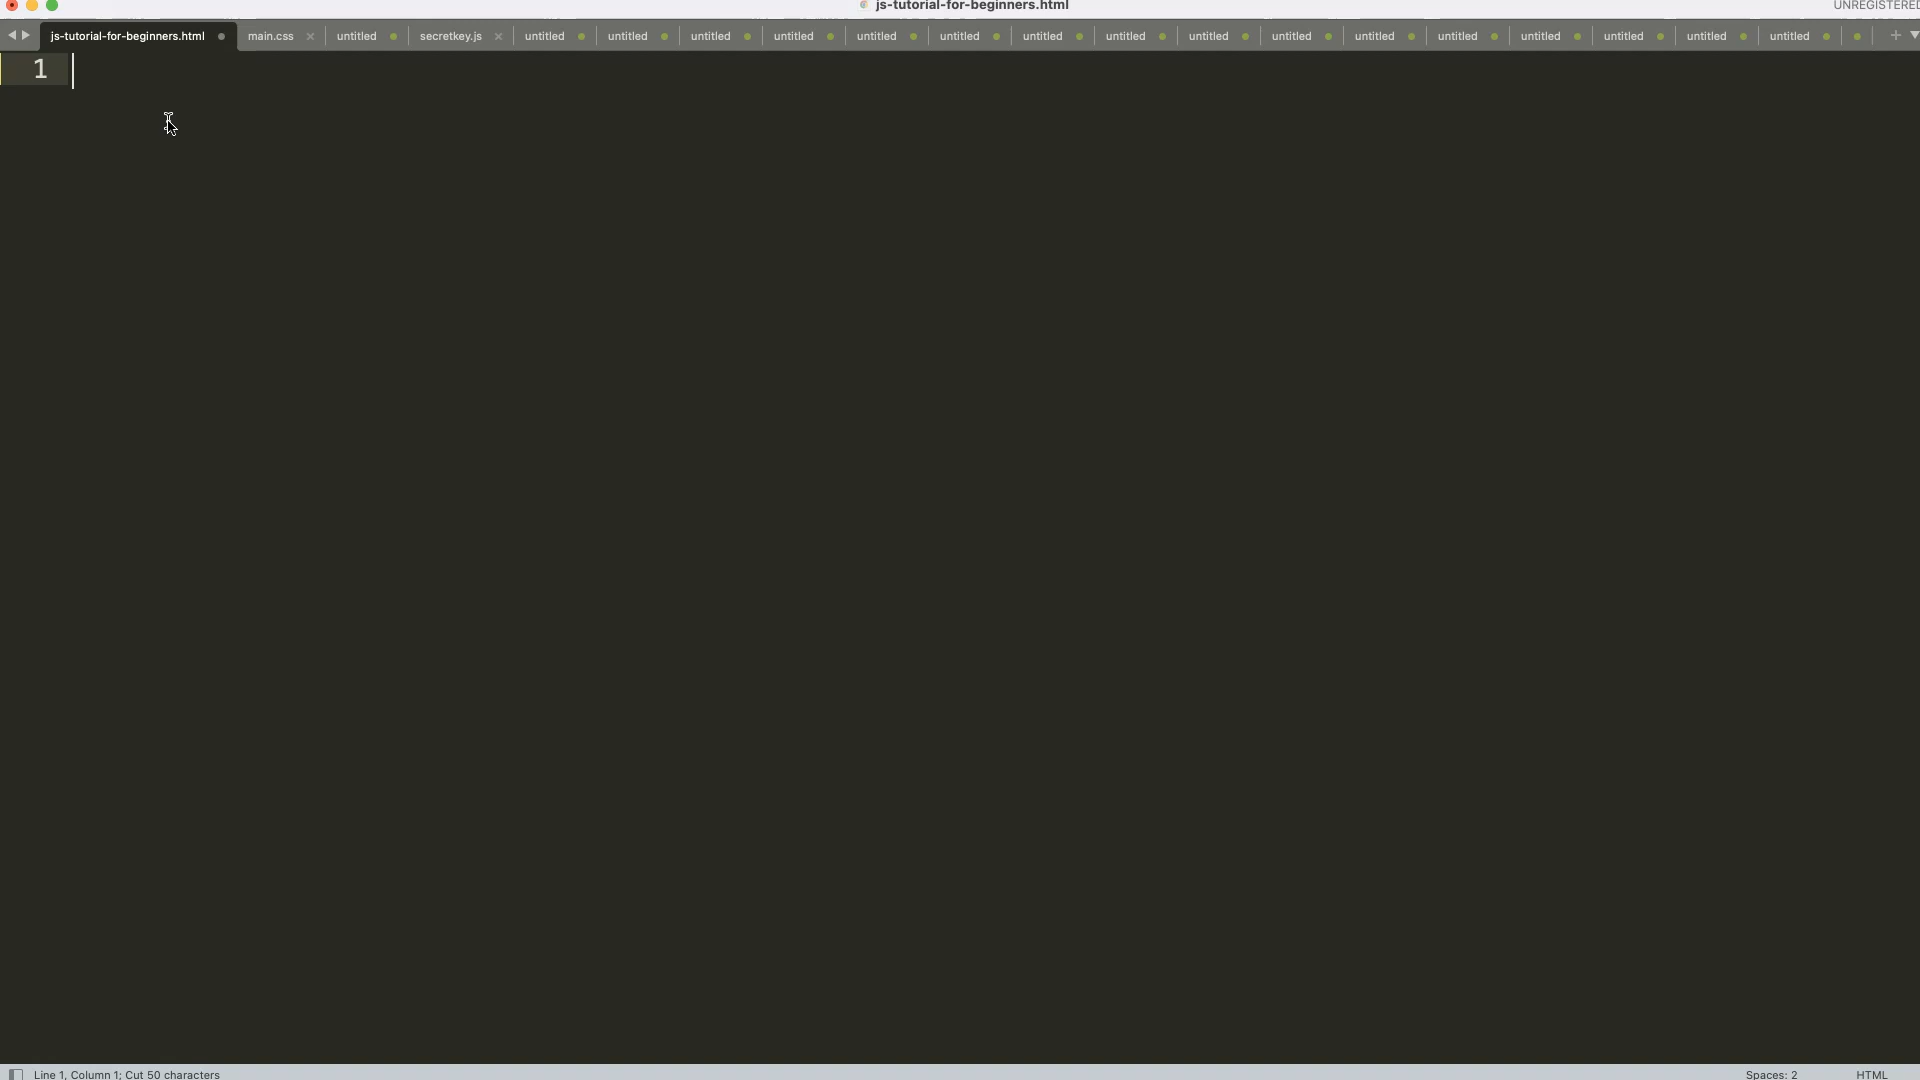 js-tutorial-for-beginners.html
UNREGISTERED
js-tutorial-for-beginners.html main.css untitled secretkey.js untitled untitled untitled untitled untitled untitled untitled untitled untitled untitled untitled untitled untitled untitled untitled untitled
1
Line 1, Column 1; Cut 50 characters
Spaces: 2
HTML